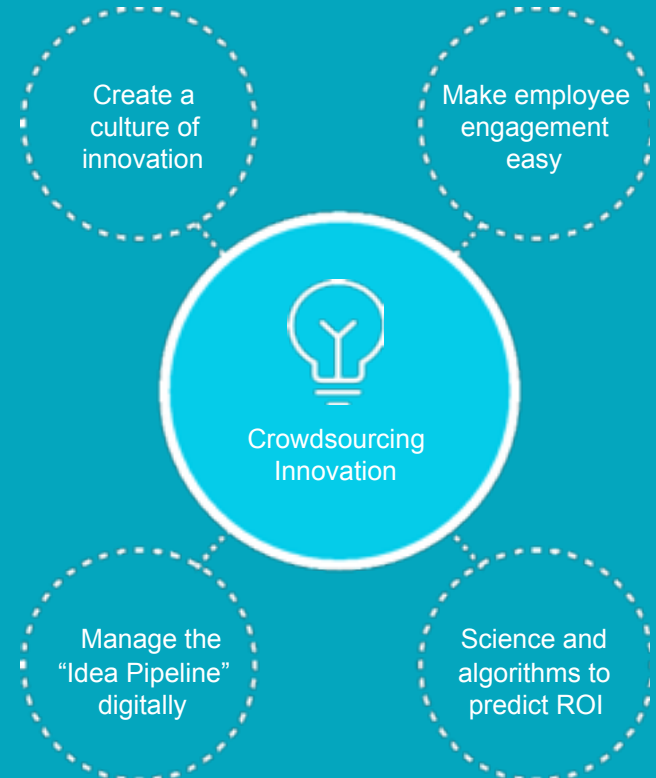 Create a
culture of
innovation
Make employee
engagement
easy
Crowdsourcing
Innovation
Manage the
“Idea Pipeline”
digitally
Science and
algorithms to
predict ROI